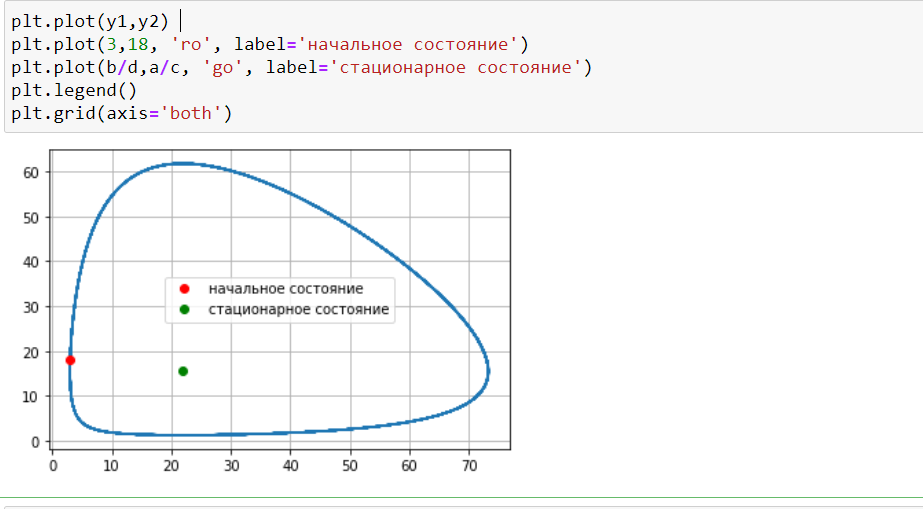 plt.plot(y1,y2)
plt.plot(3,18, 'ro', label='начальное состояние')
plt.plot(b/d,a/c, 'go', label='стационарное состояние')
plt.legend()
plt.grid(axis='both')
60
50
40
30
20
10
0
начальное состояние
стационарное состояние
0 10 20 30 40 50 60 70